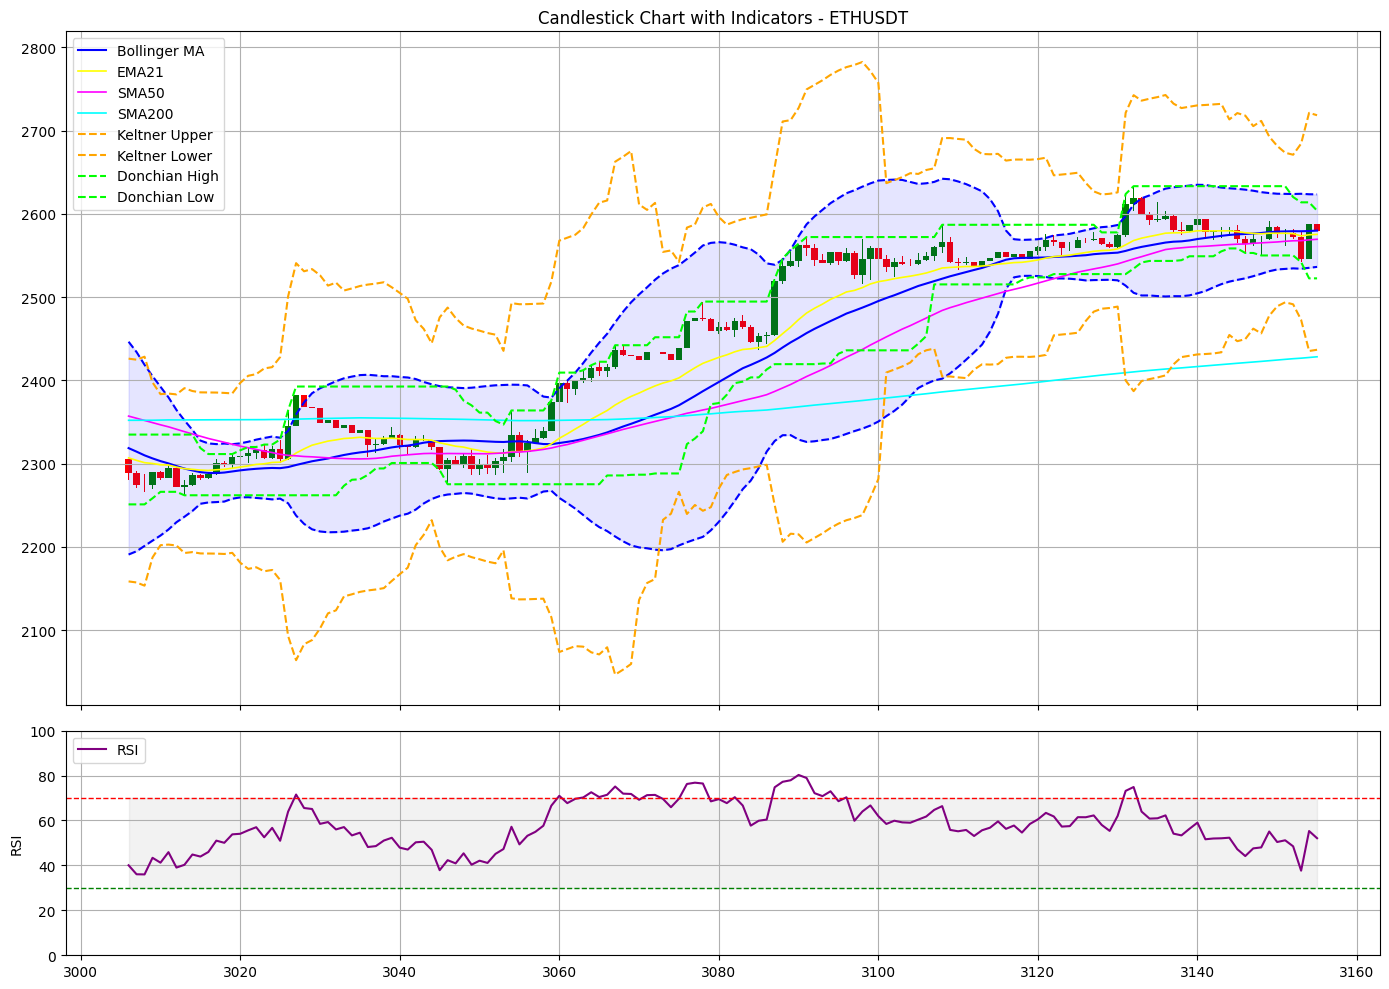 Candlestick Chart with Indicators - ETHUSDT
2800
2700
2600
2500
2400
2300
2200
2100
Bollinger MA
EMA21
SMA50
SMA200
Keltner Upper
Keltner Lower
Donchian High
Donchian Low
100
80
60
40
20
0
RSI
RSI
3000
3020
3040
3060
3080
3100
3120
3140
3160